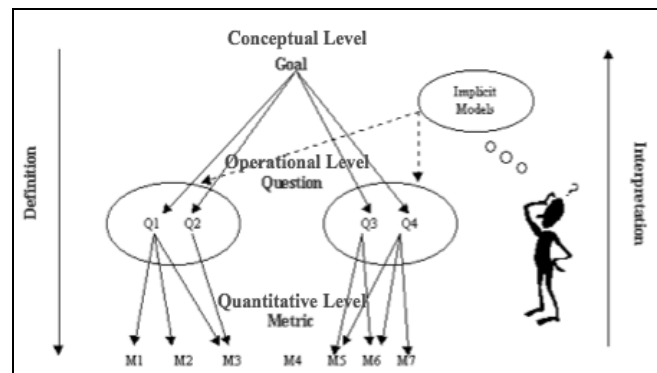 Conceptual Level
Goal
Implicit
Models
Definition
Interpretation
Operational Level
Question
?
Q1 Q2 Q3 Q4
Quantitative Level
Metric
M1 M2 M3 M4 M5 M6 M7